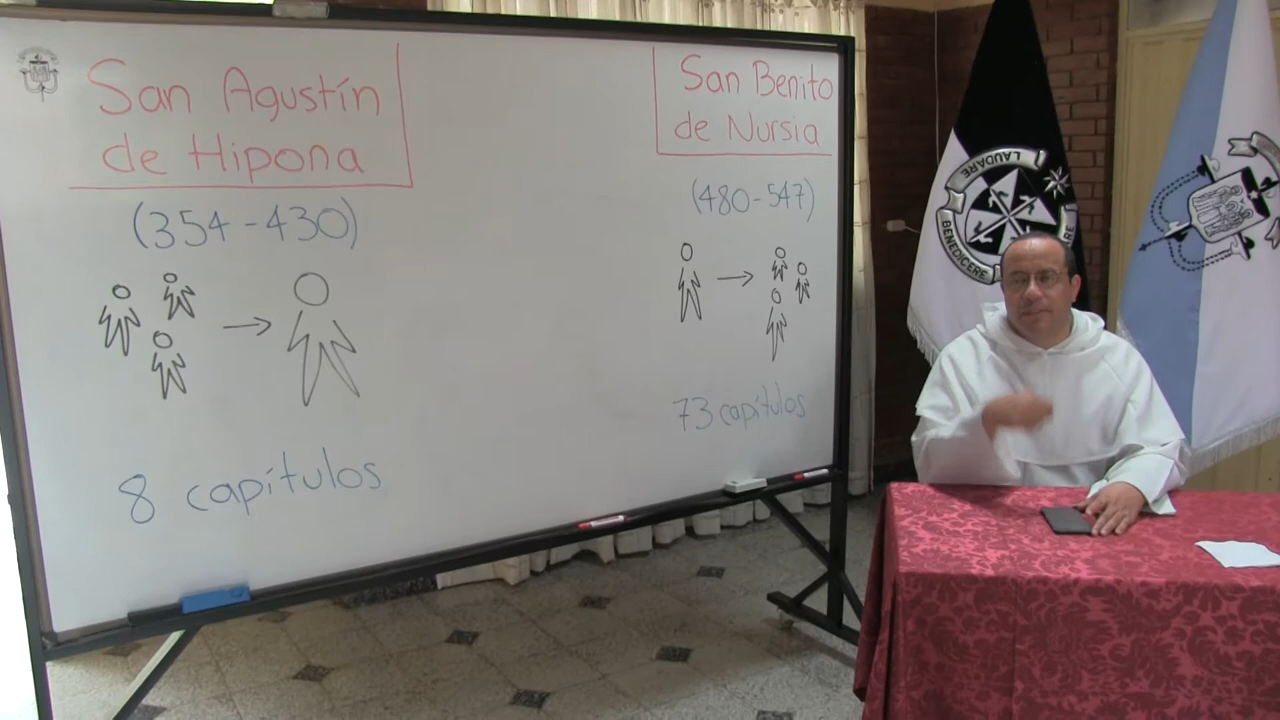 San Agustín
de Hipona
(354-430)
8 capítulos
San Benito
de Nursia
(480-547)
73 capítulos
LAUDARE
BENEDICERE